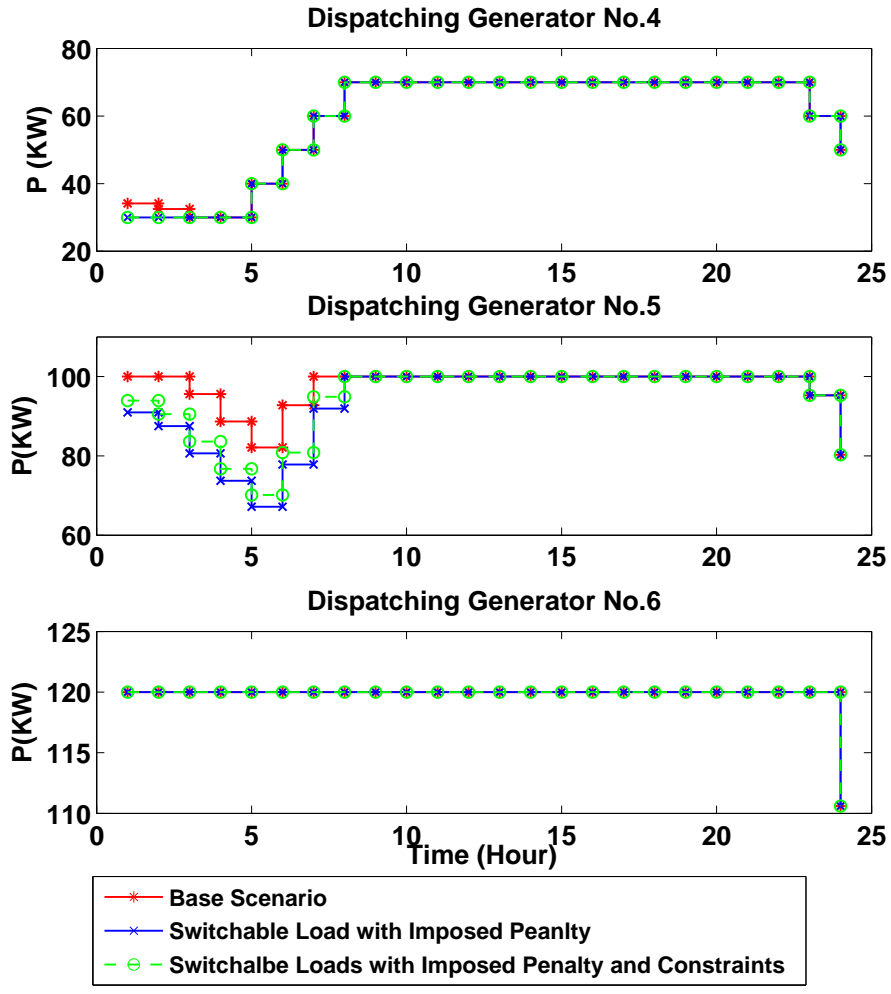 Dispatching Generator No.4
80
60
40
20
P (KW)
0 5 10 15 20 25
Dispatching Generator No.5
100
80
60
P(KW)
0 5 10 15 20 25
Dispatching Generator No.6
125
120
115
110
P(KW)
0 5 10 15 20 25
Time (Hour)
Base Scenario
Switchable Load with Imposed Peanlty
Switchalbe Loads with Imposed Penalty and Constraints